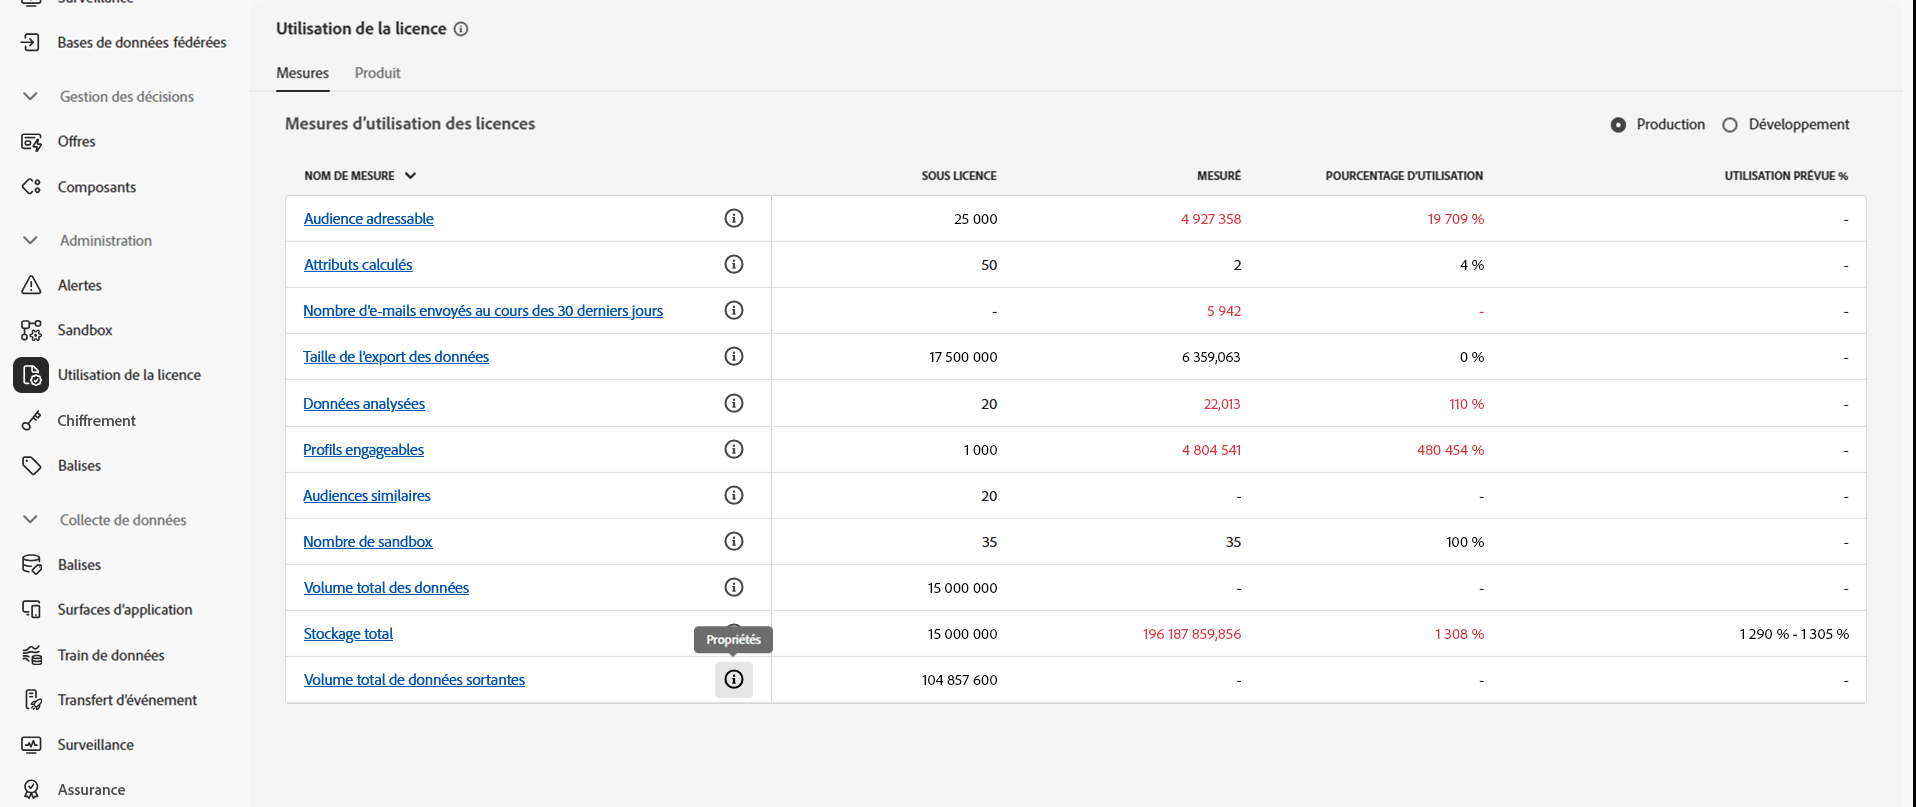 Surveillance
Bases de données fédérées
Gestion des décisions
Offres
Composants
Administration
Alertes
Sandbox
Utilisation de la licence
Chiffrement
Balises
Collecte de données
Balises
Surfaces d'application
Train de données
Transfert d'événement
Surveillance
Assurance
Utilisation de la licence
Mesures Produit
Mesures d'utilisation des licences
Production Développement
NOM DE MESURE SOUS LICENCE MESURÉ POURCENTAGE D'UTILISATION UTILISATION PRÉVUE %
Audience adressable 25 000 4 927 358 19 709 % -
Attributs calculés 50 2 4 % -
Nombre d'e-mails envoyés au cours des 30 derniers jours - 5 942 - -
Taille de l'export des données 17 500 000 6 359,063 0 % -
Données analysées 20 22,013 110 % -
Profils engageables 1 000 4 804 541 480 454 % -
Audiences similaires 20 - - -
Nombre de sandbox 35 35 100 % -
Volume total des données 15 000 000 - - -
Stockage total 15 000 000 196 187 859,856 1 308 % 1 290 % - 1 305 %
Propriétés
Volume total de données sortantes 104 857 600 - - -